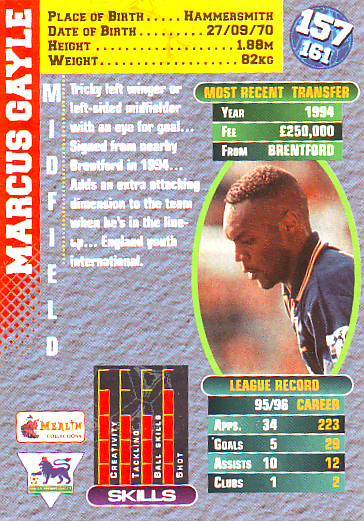 MARCUS GAYLE
PLACE OF BIRTH..... HAMMERSMITH
DATE OF BIRTH......... 27/09/70
HEIGHT .................... 1.88M
WEIGHT..................... 82KG
157
161
MIDFIELD
Tricky left winger or
left-sided midfielder
with an eye for goal...
Signed from nearby
Brentford in 1994...
Adds an extra attacking
dimension to the team
when he's in the line-
up... England youth
international.
MOST RECENT TRANSFER
YEAR 1994
FEE £250,000
FROM BRENTFORD
LEAGUE RECORD
95/96 CAREER
APPS. 34 223
GOALS 5 29
ASSISTS 10 12
CLUBS 1 2
MERLIN
COLLECTIONS
CREATIVITY
TACKLING
BALL SKILLS
SHOT
SKILLS